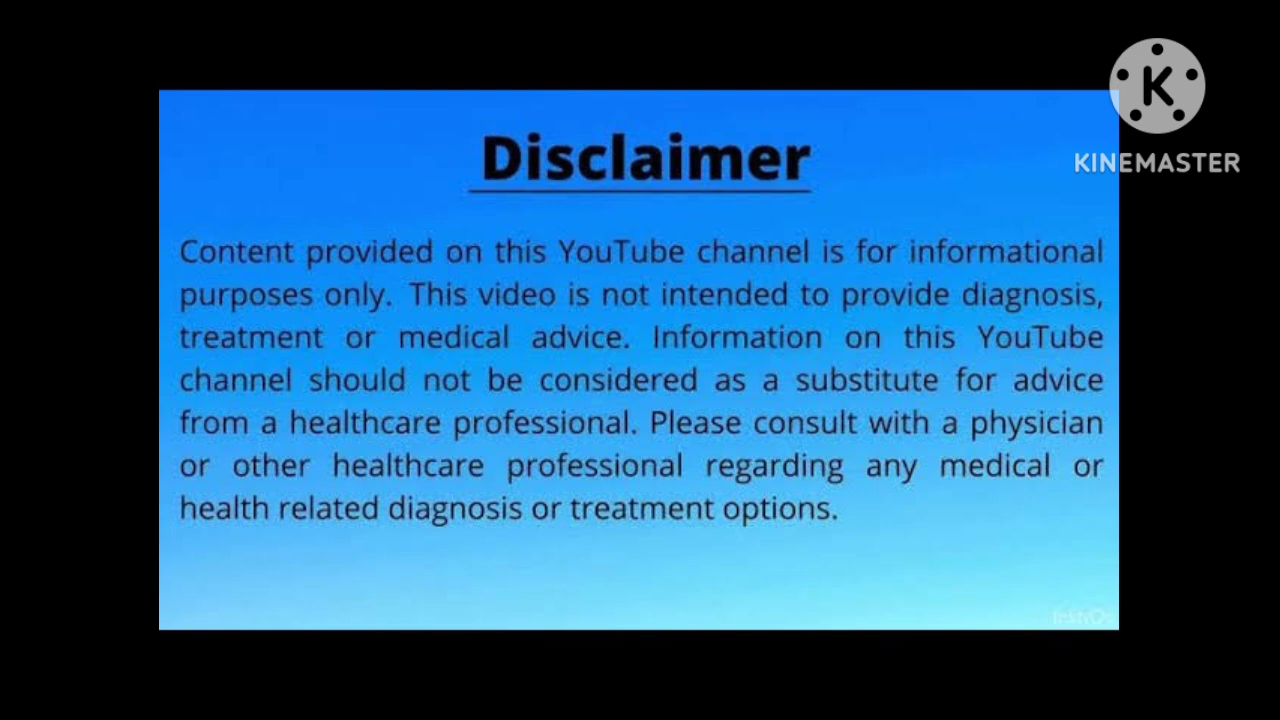 K
KINEMASTER
Disclaimer
Content provided on this YouTube channel is for informational
purposes only. This video is not intended to provide diagnosis,
treatment or medical advice. Information on this YouTube
channel should not be considered as a substitute for advice
from a healthcare professional. Please consult with a physician
or other healthcare professional regarding any medical or
health related diagnosis or treatment options.